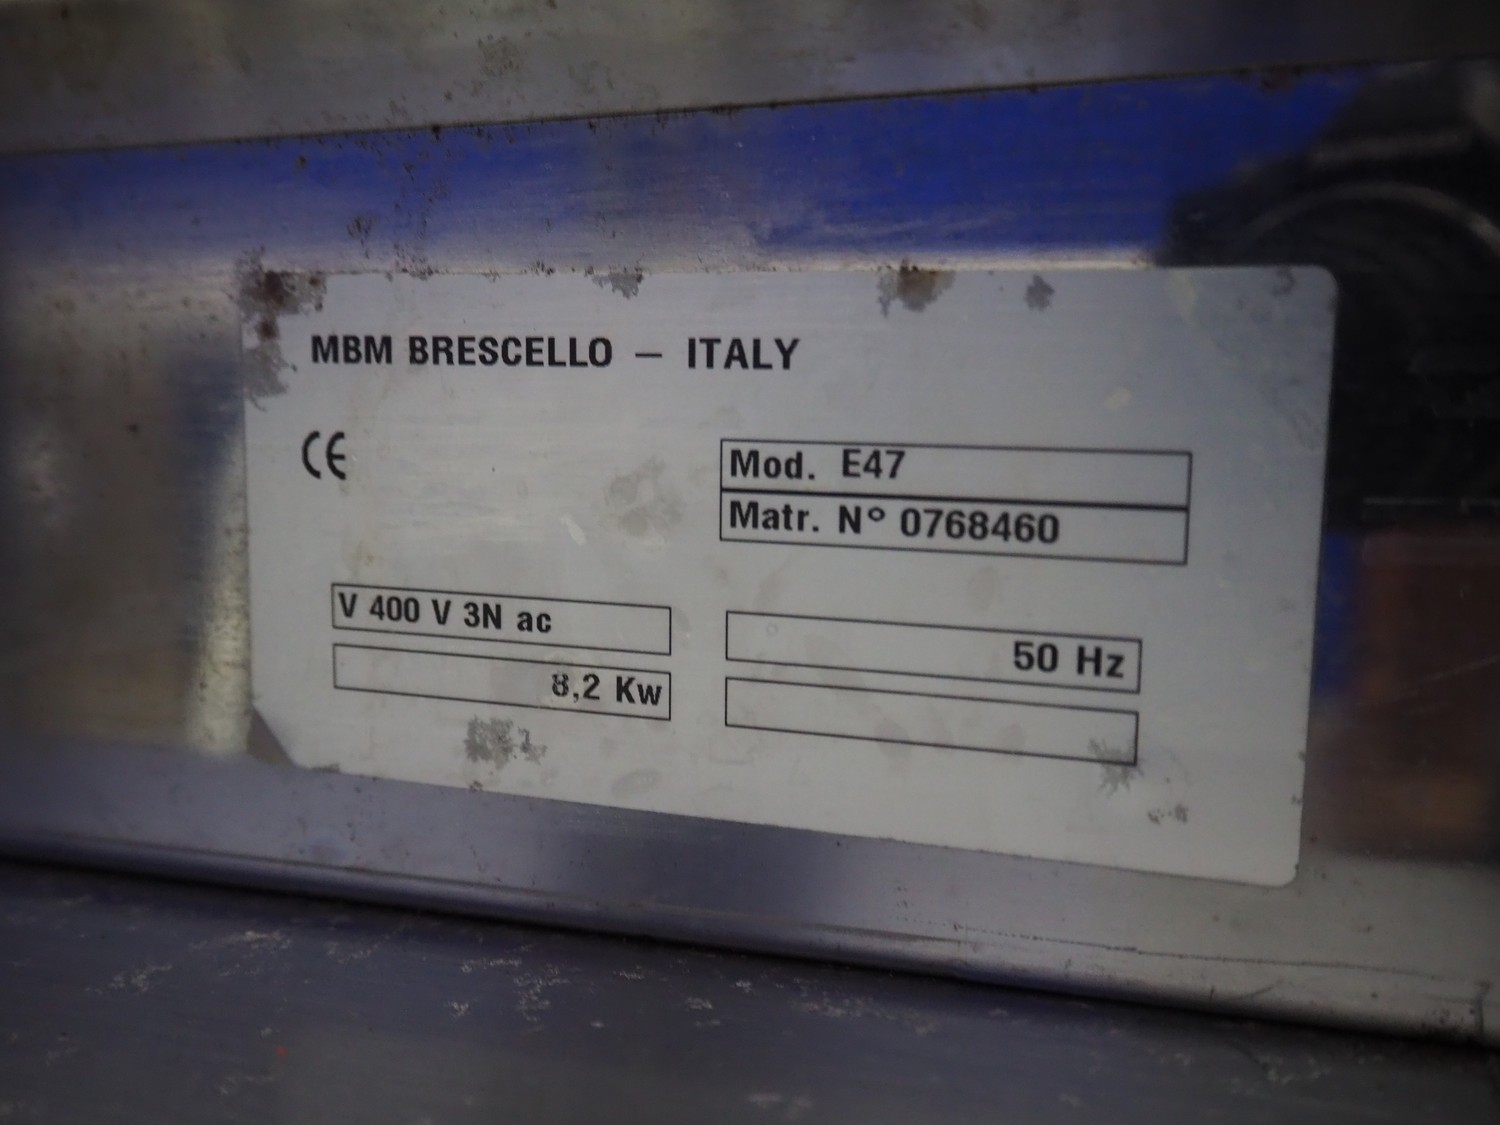 MBM BRESCELLO – ITALY
CE
Mod. E47
Matr. N° 0768460
V 400 V 3N ac
50 Hz
8,2 Kw